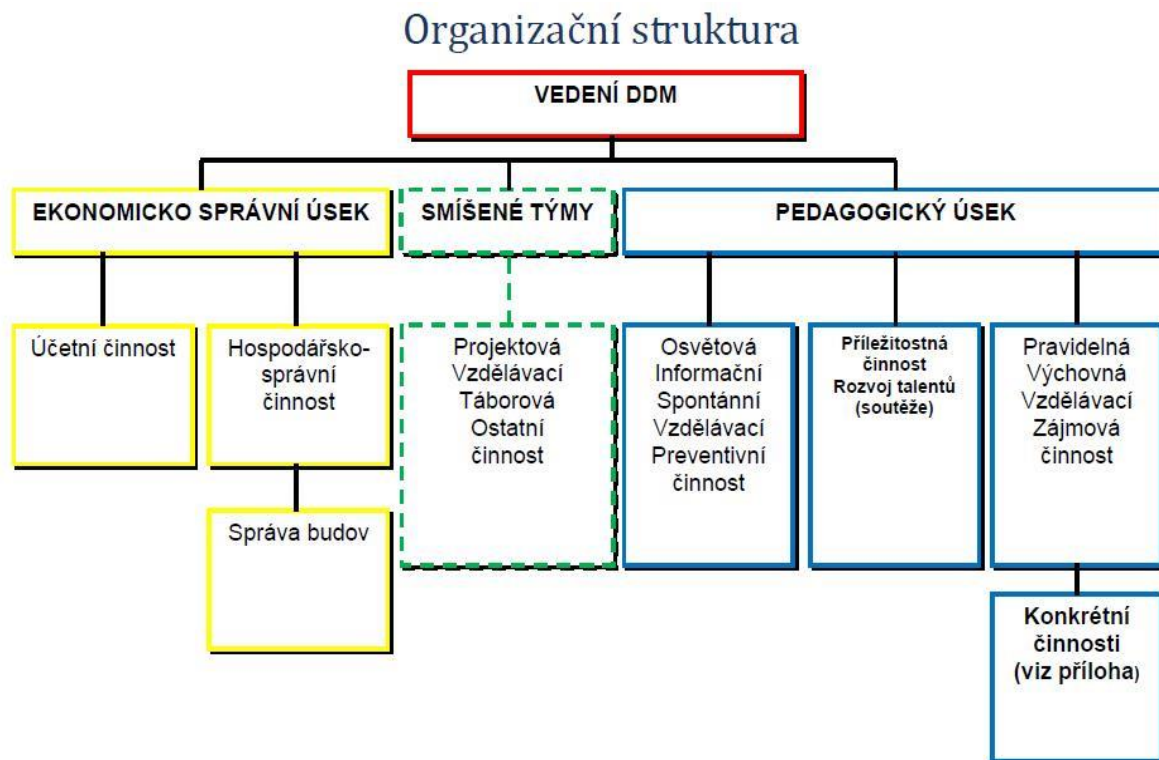 Organizační struktura
VEDENÍ DDM
EKONOMICKO SPRÁVNÍ ÚSEK
SMÍŠENÉ TÝMY
PEDAGOGICKÝ ÚSEK
Účetní činnost
Hospodářsko-
správní
činnost
Správa budov
Projektová
Vzdělávací
Táborová
Ostatní
činnost
Osvětová
Informační
Spontánní
Vzdělávací
Preventivní
činnost
Příležitostná
činnost
Rozvoj talentů
(soutěže)
Pravidelná
Výchovná
Vzdělávací
Zájmová
činnost
Konkrétní
činnosti
(viz příloha)